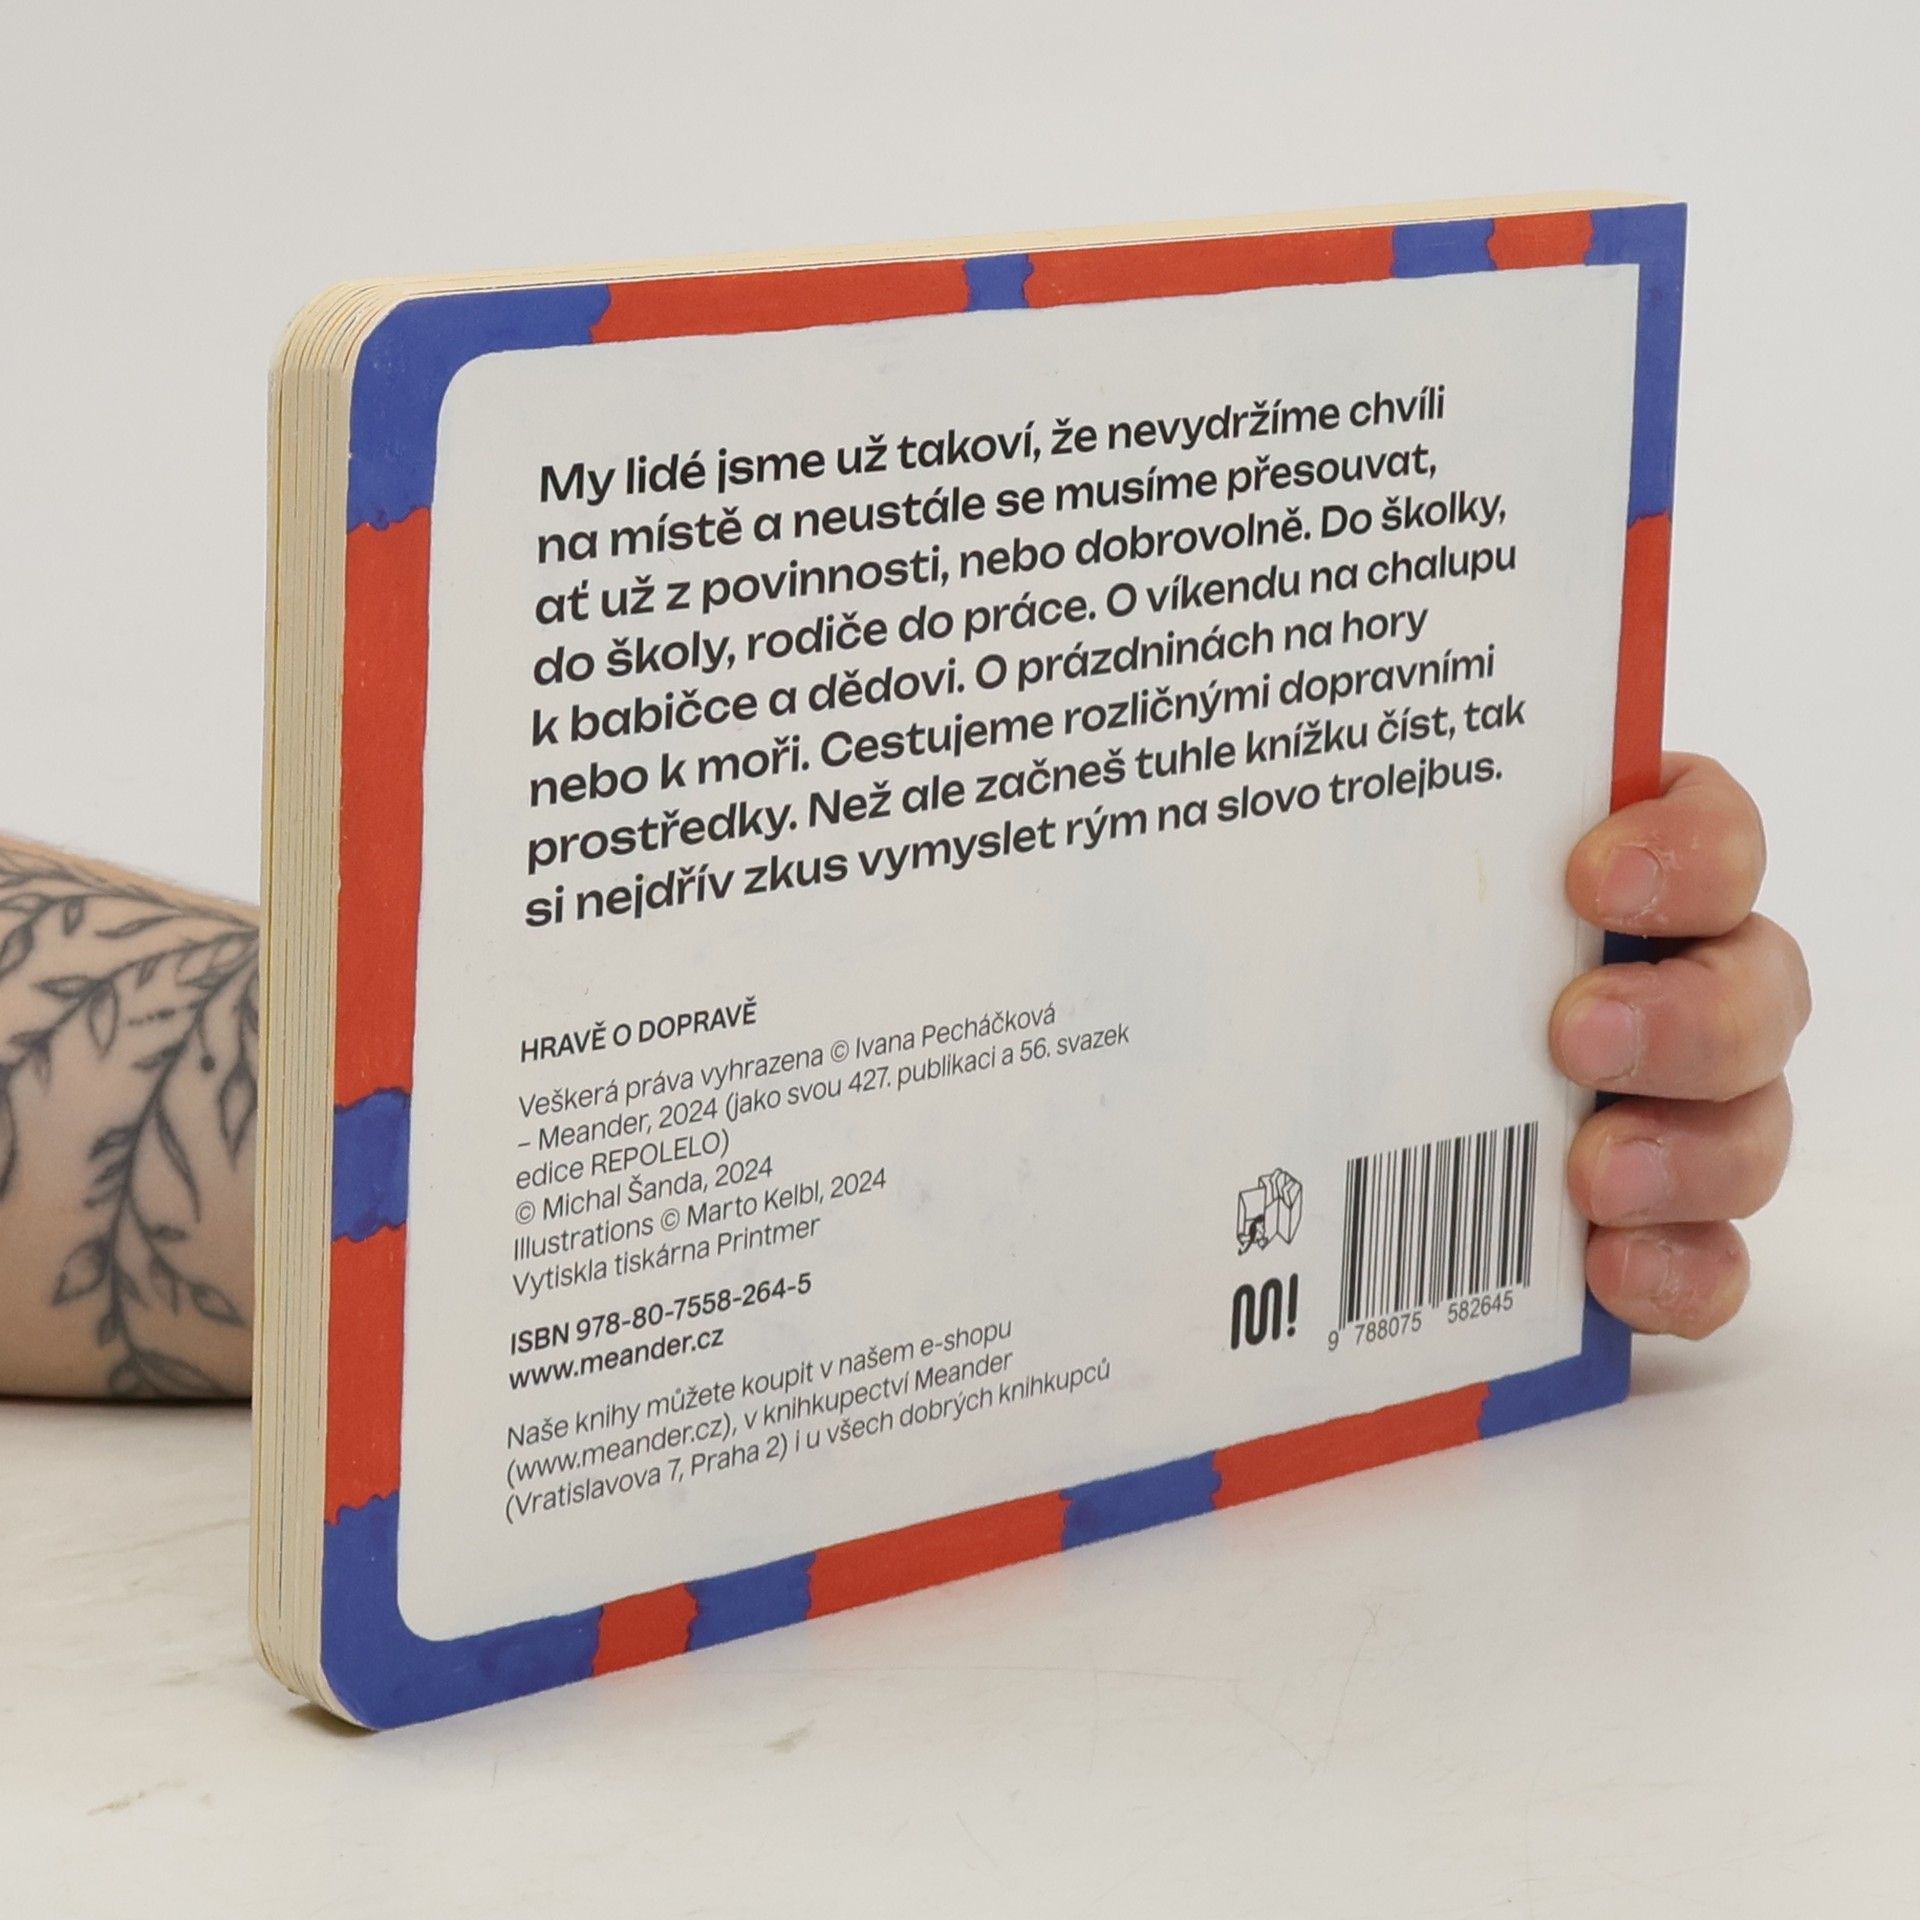 My lidé jsme už takoví, že nevydržíme chvíli
na místě a neustále se musíme přesouvat,
ať už z povinnosti, nebo dobrovolně. Do školky,
do školy, rodiče do práce. O víkendu na chalupu
k babičce a dědovi. O prázdninách na hory
nebo k moři. Cestujeme rozličnými dopravními
prostředky. Než ale začneš tuhle knížku číst, tak
si nejdřív zkus vymyslet rým na slovo trolejbus.
HRAVĚ O DOPRAVĚ
Veškerá práva vyhrazena © Ivana Pecháčková
– Meander, 2024 (jako svou 427. publikaci a 56. svazek
edice REPOLELO)
© Michal Šanda, 2024
Illustrations © Marto Kelbl, 2024
Vytiskla tiskárna Printmer
ISBN 978-80-7558-264-5
www.meander.cz
Naše knihy můžete koupit v našem e-shopu
(www.meander.cz), v knihkupectví Meander
(Vratislavova 7, Praha 2) i u všech dobrých knihkupců
M!
9 788075 582645